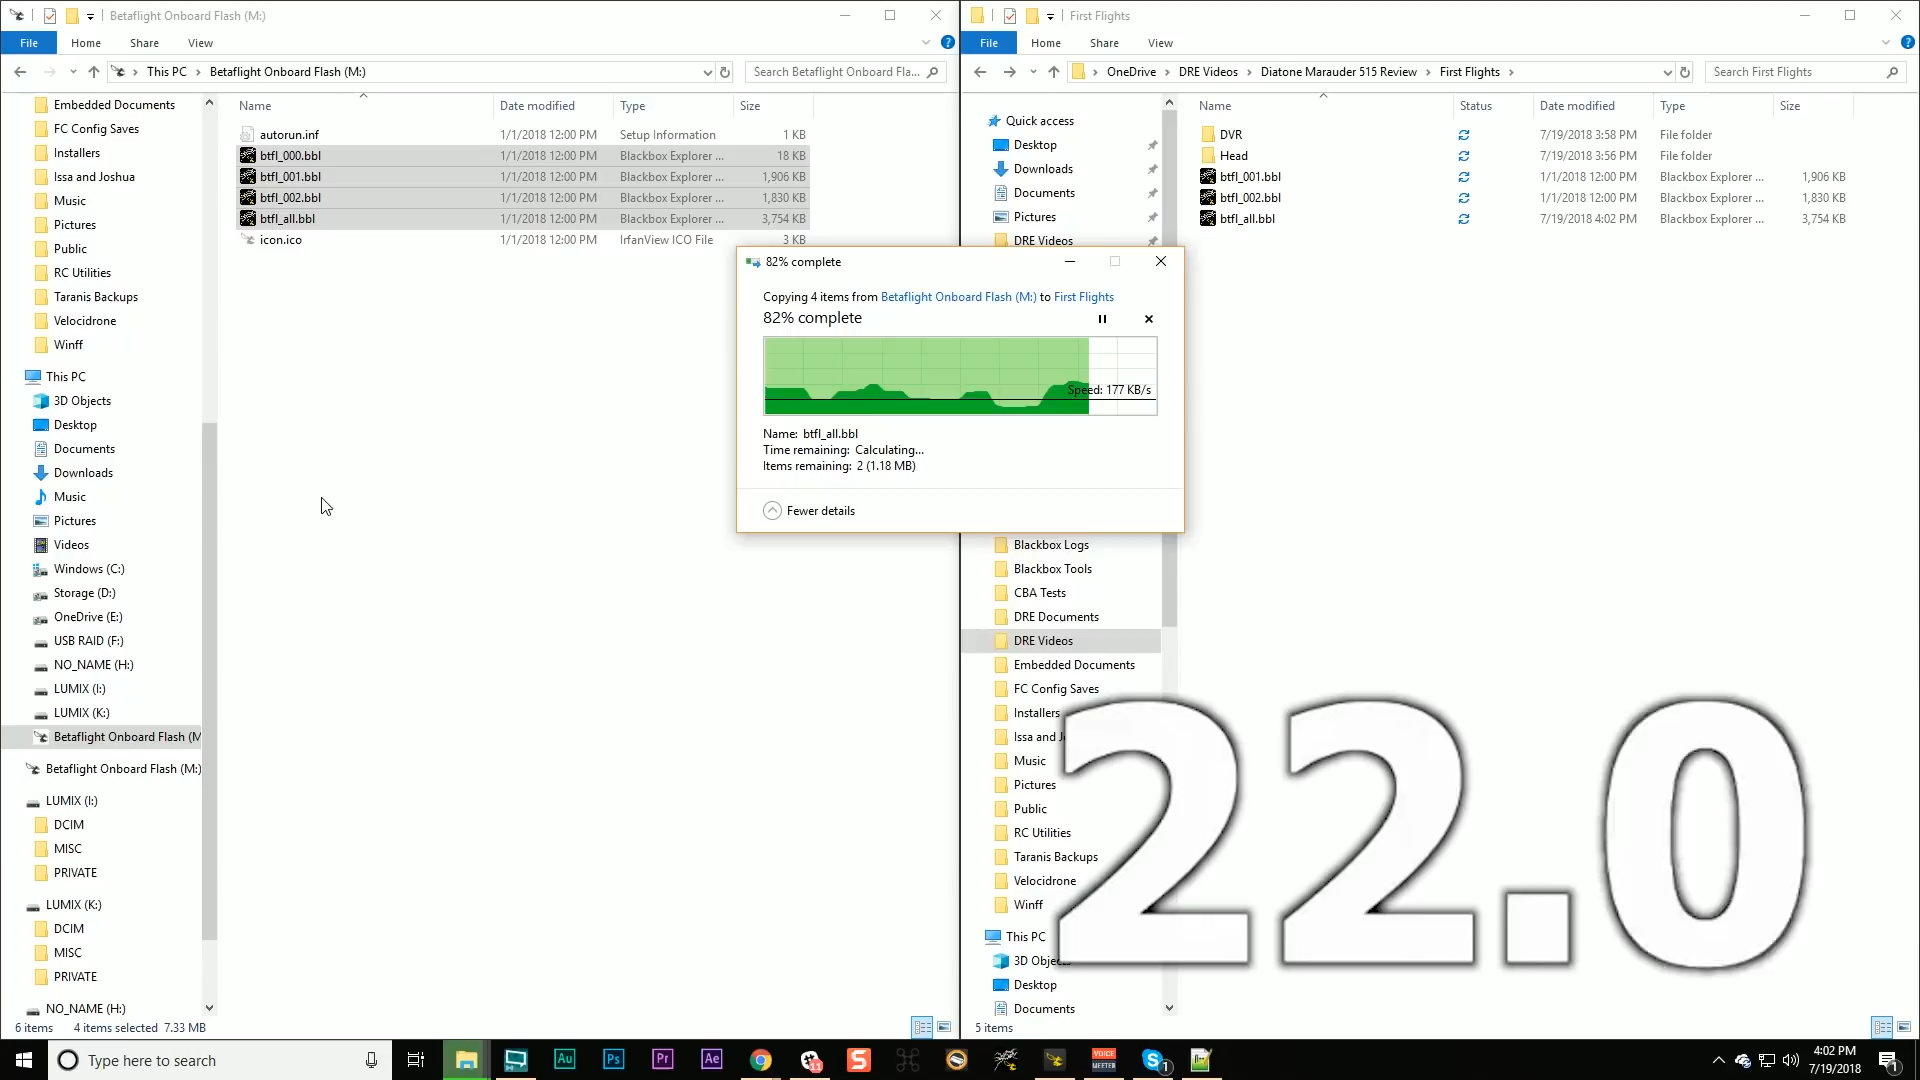 Betaflight Onboard Flash (M:)
File
Home
Share
View
This PC
Betaflight Onboard Flash (M:)
Search Betaflight Onboard Fla...
Embedded Documents
FC Config Saves
Installers
Issa and Joshua
Music
Pictures
Public
RC Utilities
Taranis Backups
Velocidrone
Winff
This PC
3D Objects
Desktop
Documents
Downloads
Music
Pictures
Videos
Windows (C:)
Storage (D:)
OneDrive (E:)
USB RAID (F:)
NO_NAME (H:)
LUMIX (I:)
LUMIX (K:)
Betaflight Onboard Flash (M
Betaflight Onboard Flash (M:)
LUMIX (I:)
DCIM
MISC
PRIVATE
LUMIX (K:)
DCIM
MISC
PRIVATE
NO_NAME (H:)
Name Date modified Type Size
autorun.inf 1/1/2018 12:00 PM Setup Information 1 KB
btfl_000.bbl 1/1/2018 12:00 PM Blackbox Explorer ... 18 KB
btfl_001.bbl 1/1/2018 12:00 PM Blackbox Explorer ... 1,906 KB
btfl_002.bbl 1/1/2018 12:00 PM Blackbox Explorer ... 1,830 KB
btfl_all.bbl 1/1/2018 12:00 PM Blackbox Explorer ... 3,754 KB
icon.ico 1/1/2018 12:00 PM IrfanView ICO File 3 KB
6 items 4 items selected 7.33 MB
82% complete
Copying 4 items from Betaflight Onboard Flash (M:) to First Flights
82% complete
Speed: 177 KB/s
Name: btfl_all.bbl
Time remaining: Calculating...
Items remaining: 2 (1.18 MB)
Fewer details
First Flights
File
Home
Share
View
OneDrive
DRE Videos
Diatone Marauder 515 Review
First Flights
Search First Flights
Quick access
Desktop
Downloads
Documents
Pictures
DRE Videos
Blackbox Logs
Blackbox Tools
CBA Tests
DRE Documents
DRE Videos
Embedded Documents
FC Config Saves
Installers
Issa and J
Music
Pictures
Public
RC Utilities
Taranis Backups
Velocidrone
Winff
This PC
3D Obje
Desktop
Documents
Name Status Date modified Type Size
DVR 7/19/2018 3:58 PM File folder
Head 7/19/2018 3:56 PM File folder
btfl_001.bbl 1/1/2018 12:00 PM Blackbox Explorer ... 1,906 KB
btfl_002.bbl 1/1/2018 12:00 PM Blackbox Explorer ... 1,830 KB
btfl_all.bbl 7/19/2018 4:02 PM Blackbox Explorer ... 3,754 KB
5 items
22.0
Type here to search
Au
Ps
Pr
Ae
11
S
VOICE
MEETER
S
1
4:02 PM
7/19/2018
1